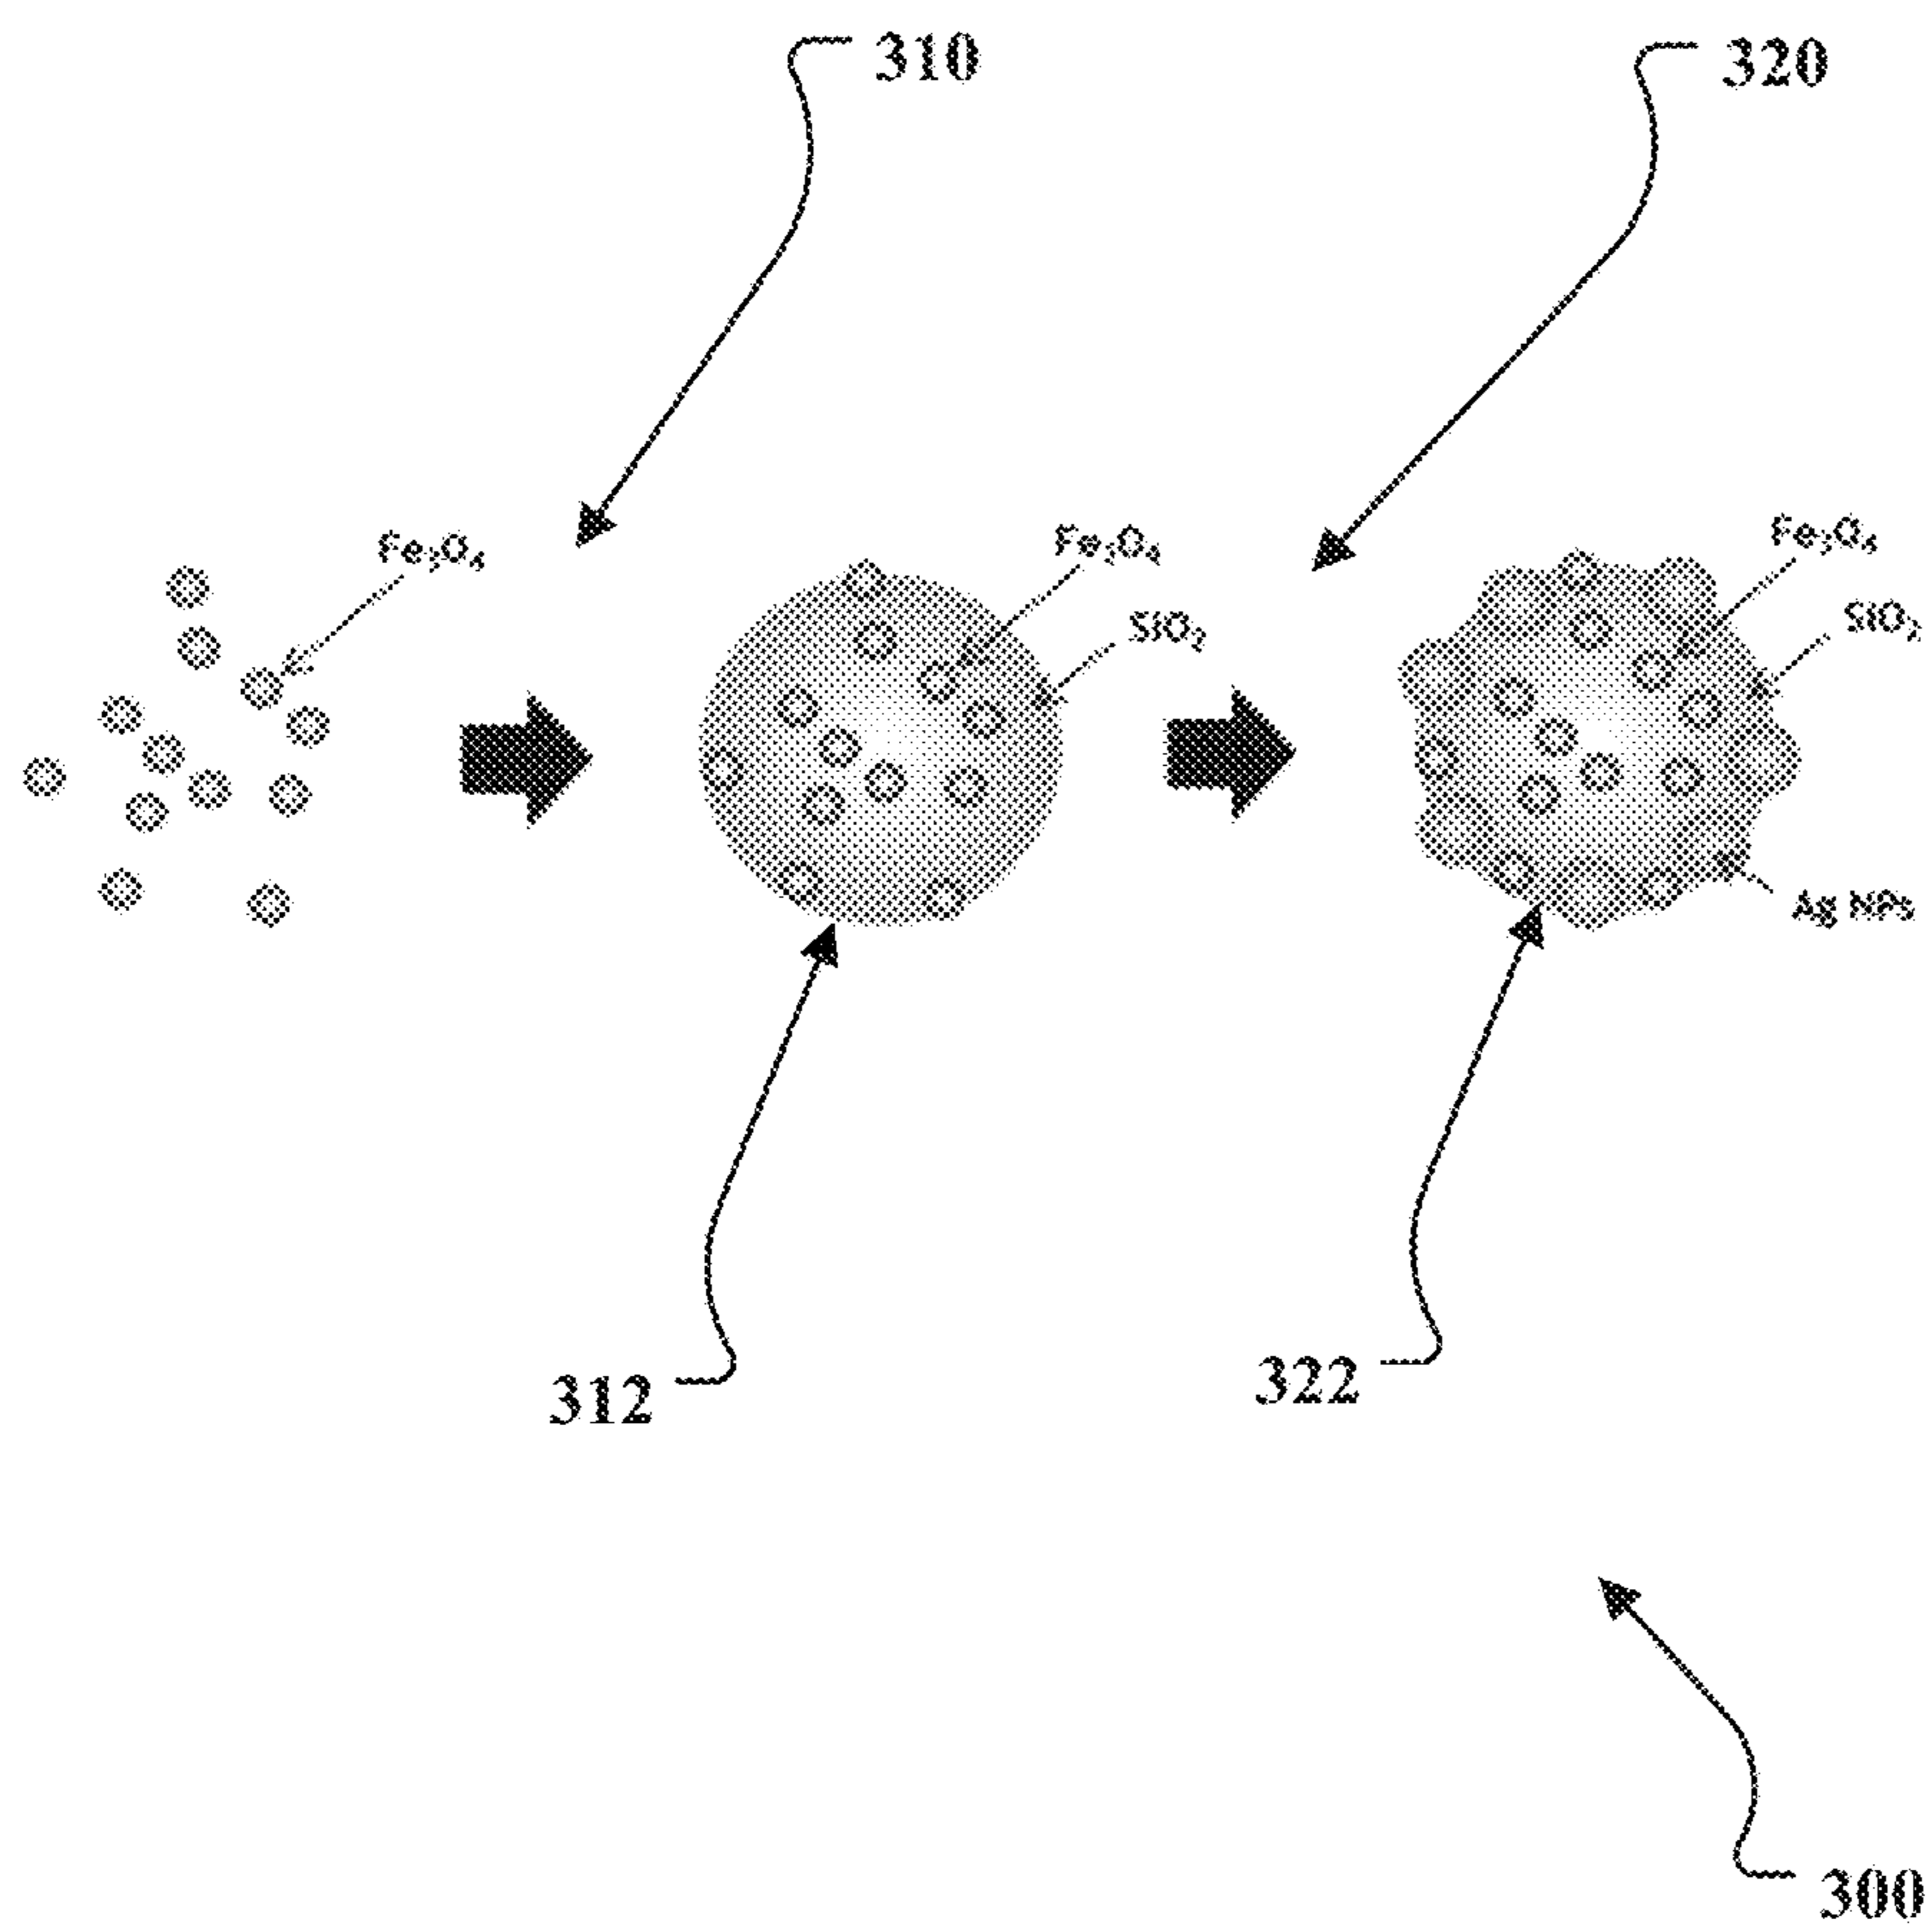 310
320
Fe₃O₄
Fe₃O₄
SiO₂
Fe₃O₄
SiO₂
Ag NPs
312
322
300